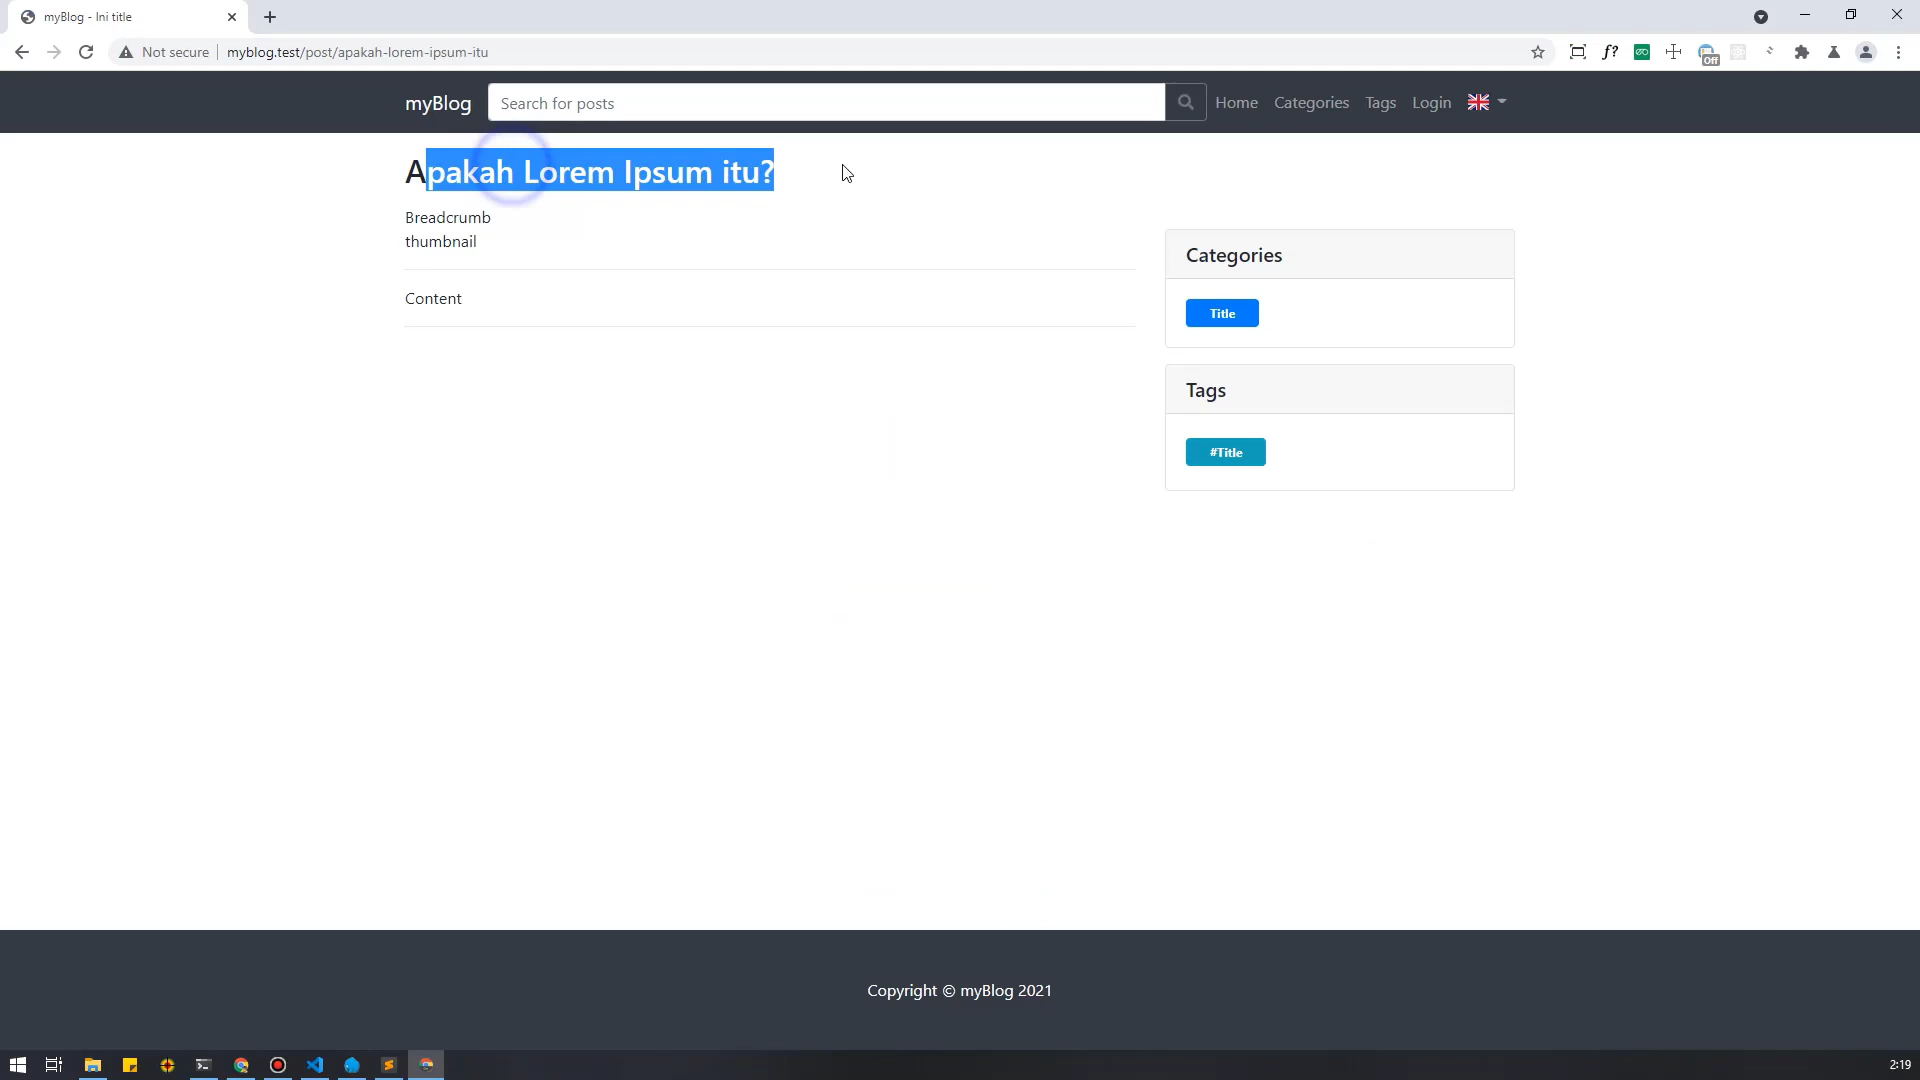 myBlog - Ini title
Not secure
myblog.test/post/apakah-lorem-ipsum-itu
f?
Off
myBlog
Search for posts
Home
Categories
Tags
Login
Apakah Lorem Ipsum itu?
Breadcrumb
thumbnail
Content
Categories
Title
Tags
#Title
Copyright © myBlog 2021
2:19